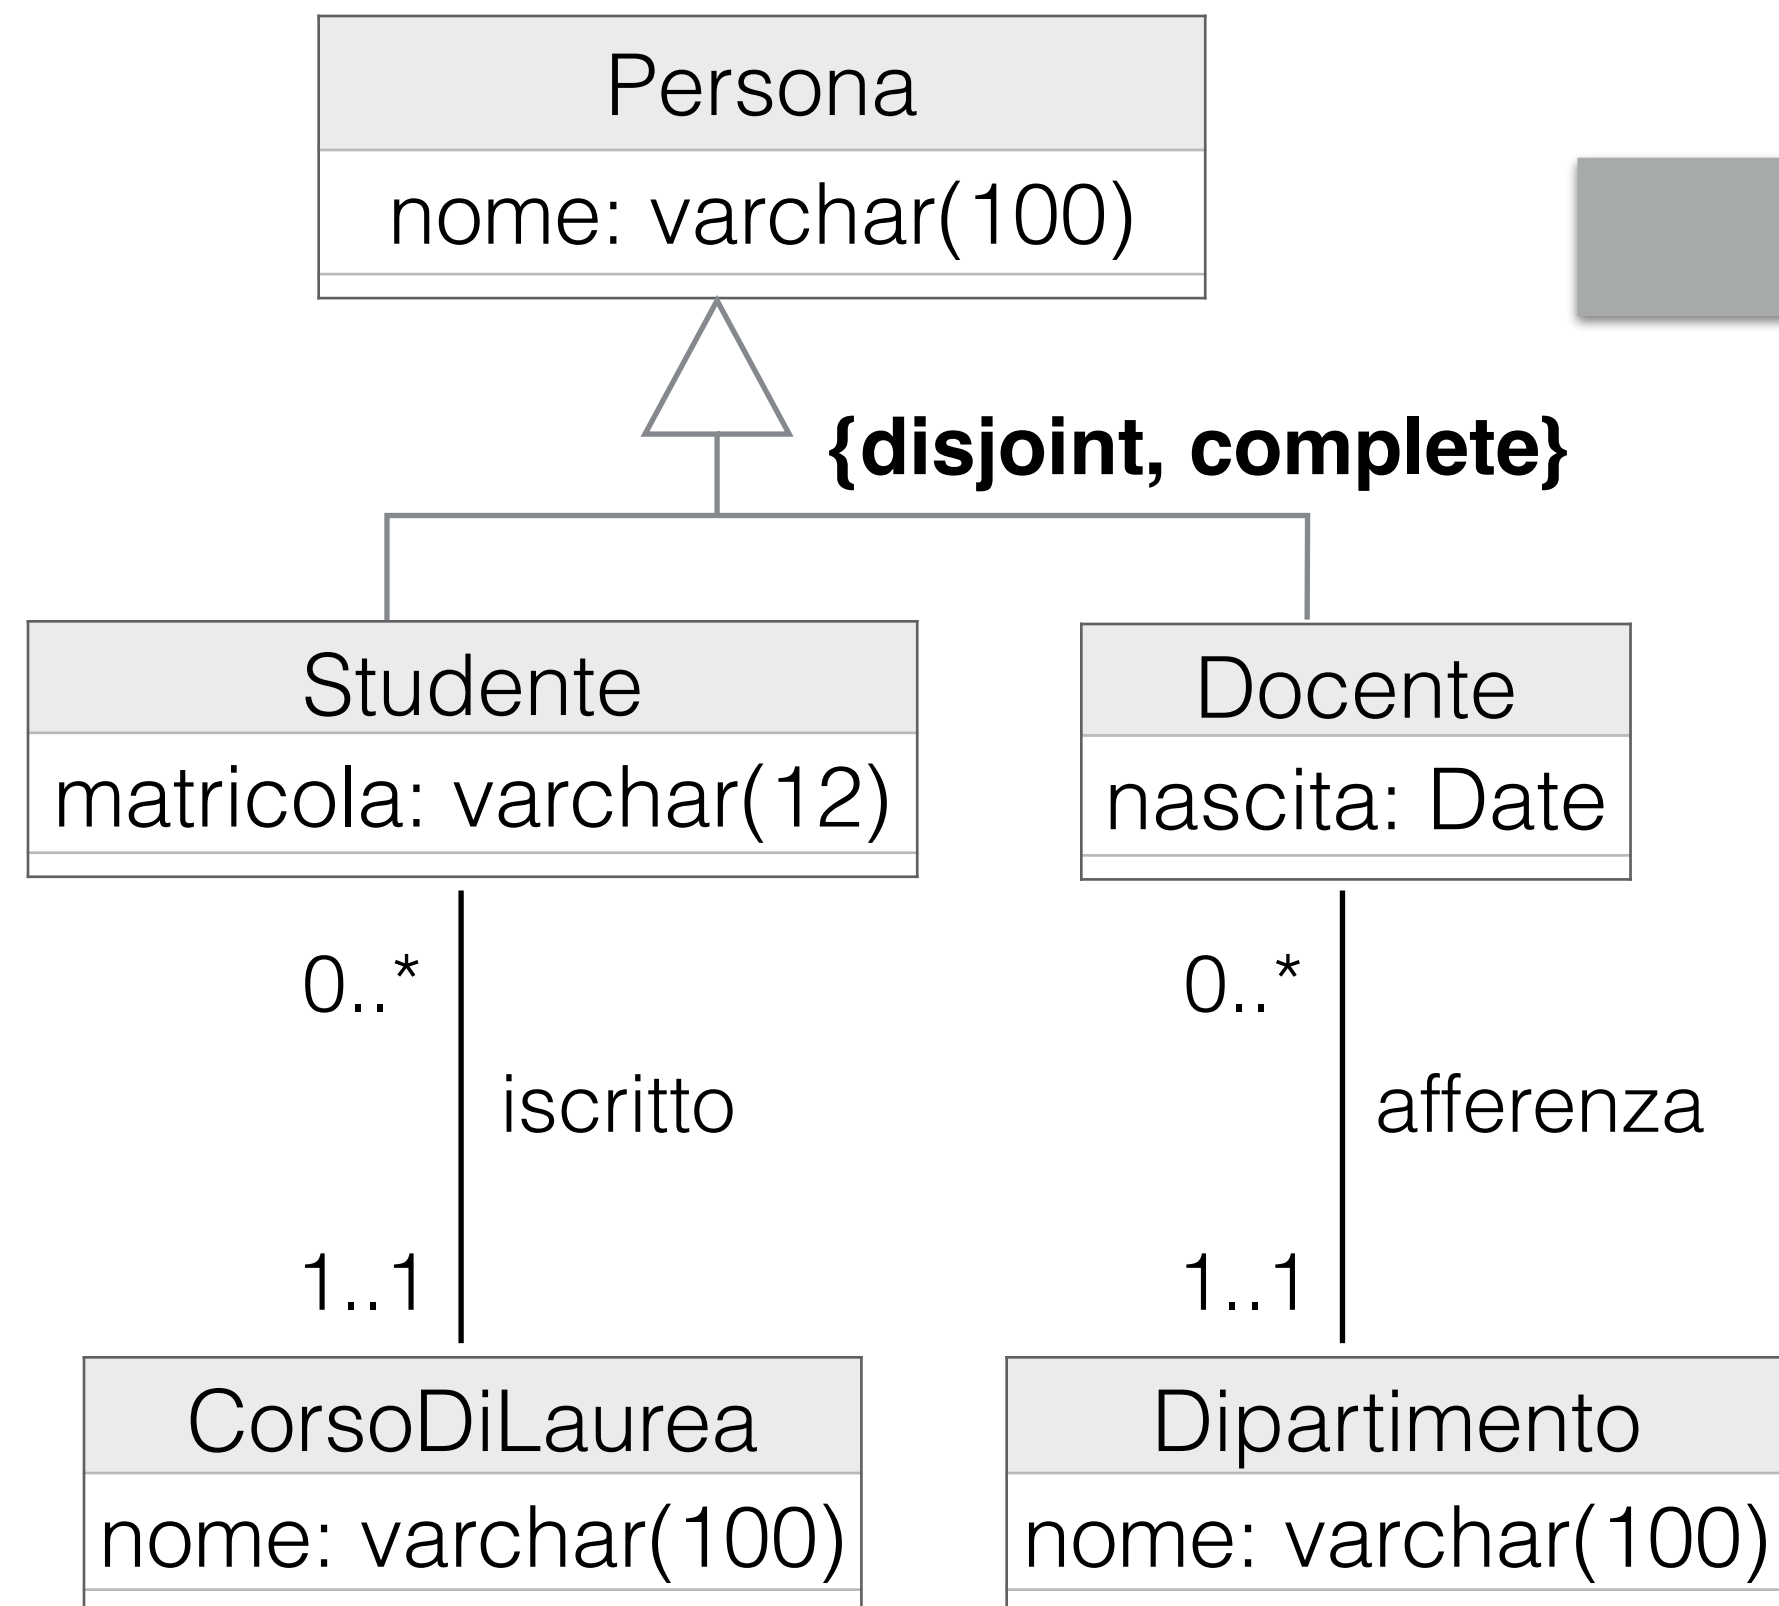 Persona
nome: varchar(100)
{disjoint, complete}
Studente
matricola: varchar(12)
Docente
nascita: Date
0..*
0..*
iscritto
afferenza
1..1
1..1
CorsoDiLaurea
nome: varchar(100)
Dipartimento
nome: varchar(100)